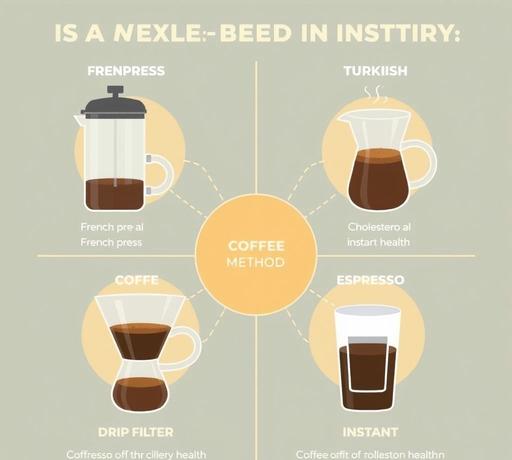 IS A NEXLE:-BEED IN INSTTIRY:
FRENPRESS
TURKIISH
French pre al
French press
Cholestero al
instart health
COFFEE
METHOD
COFFE
ESPRESSO
DRIP FILTER
INSTANT
Coffresso off thr cillery health
Coffee orfit of rolleston healthn